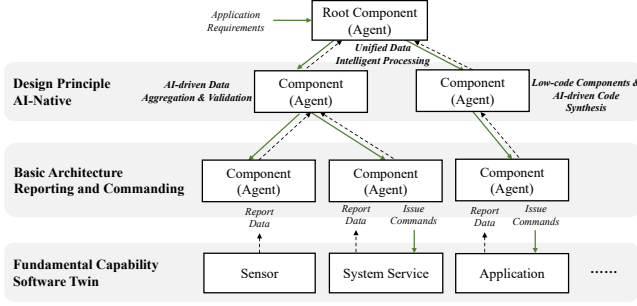 Application
Requirements
Root Component
(Agent)
Unified Data
Intelligent Processing
Design Principle
AI-Native
AI-driven Data
Aggregation & Validation
Component
(Agent)
Component
(Agent)
Low-code Components &
AI-driven Code
Synthesis
Basic Architecture
Reporting and Commanding
Component
(Agent)
Component
(Agent)
Component
(Agent)
Report
Data
Report
Data
Issue
Commands
Report
Data
Issue
Commands
Fundamental Capability
Software Twin
Sensor
System Service
Application
......